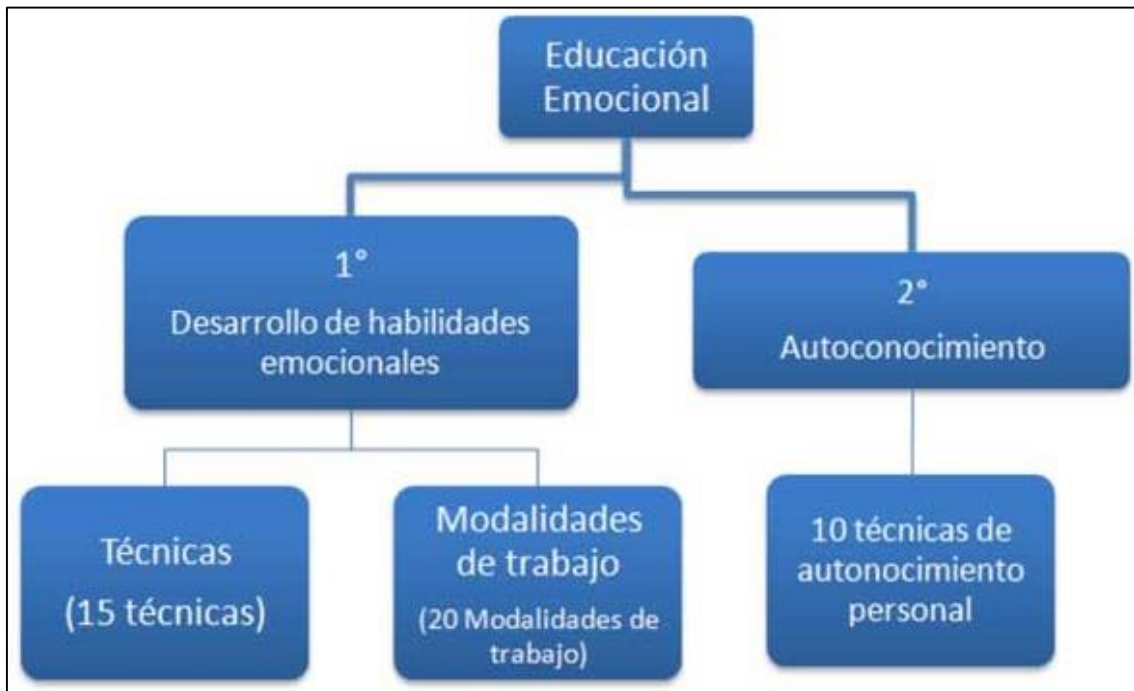 Educación
Emocional
1°
Desarrollo de habilidades
emocionales
2°
Autoconocimiento
Técnicas
(15 técnicas)
Modalidades
de trabajo
(20 Modalidades de
trabajo)
10 técnicas de
autonocimiento
personal